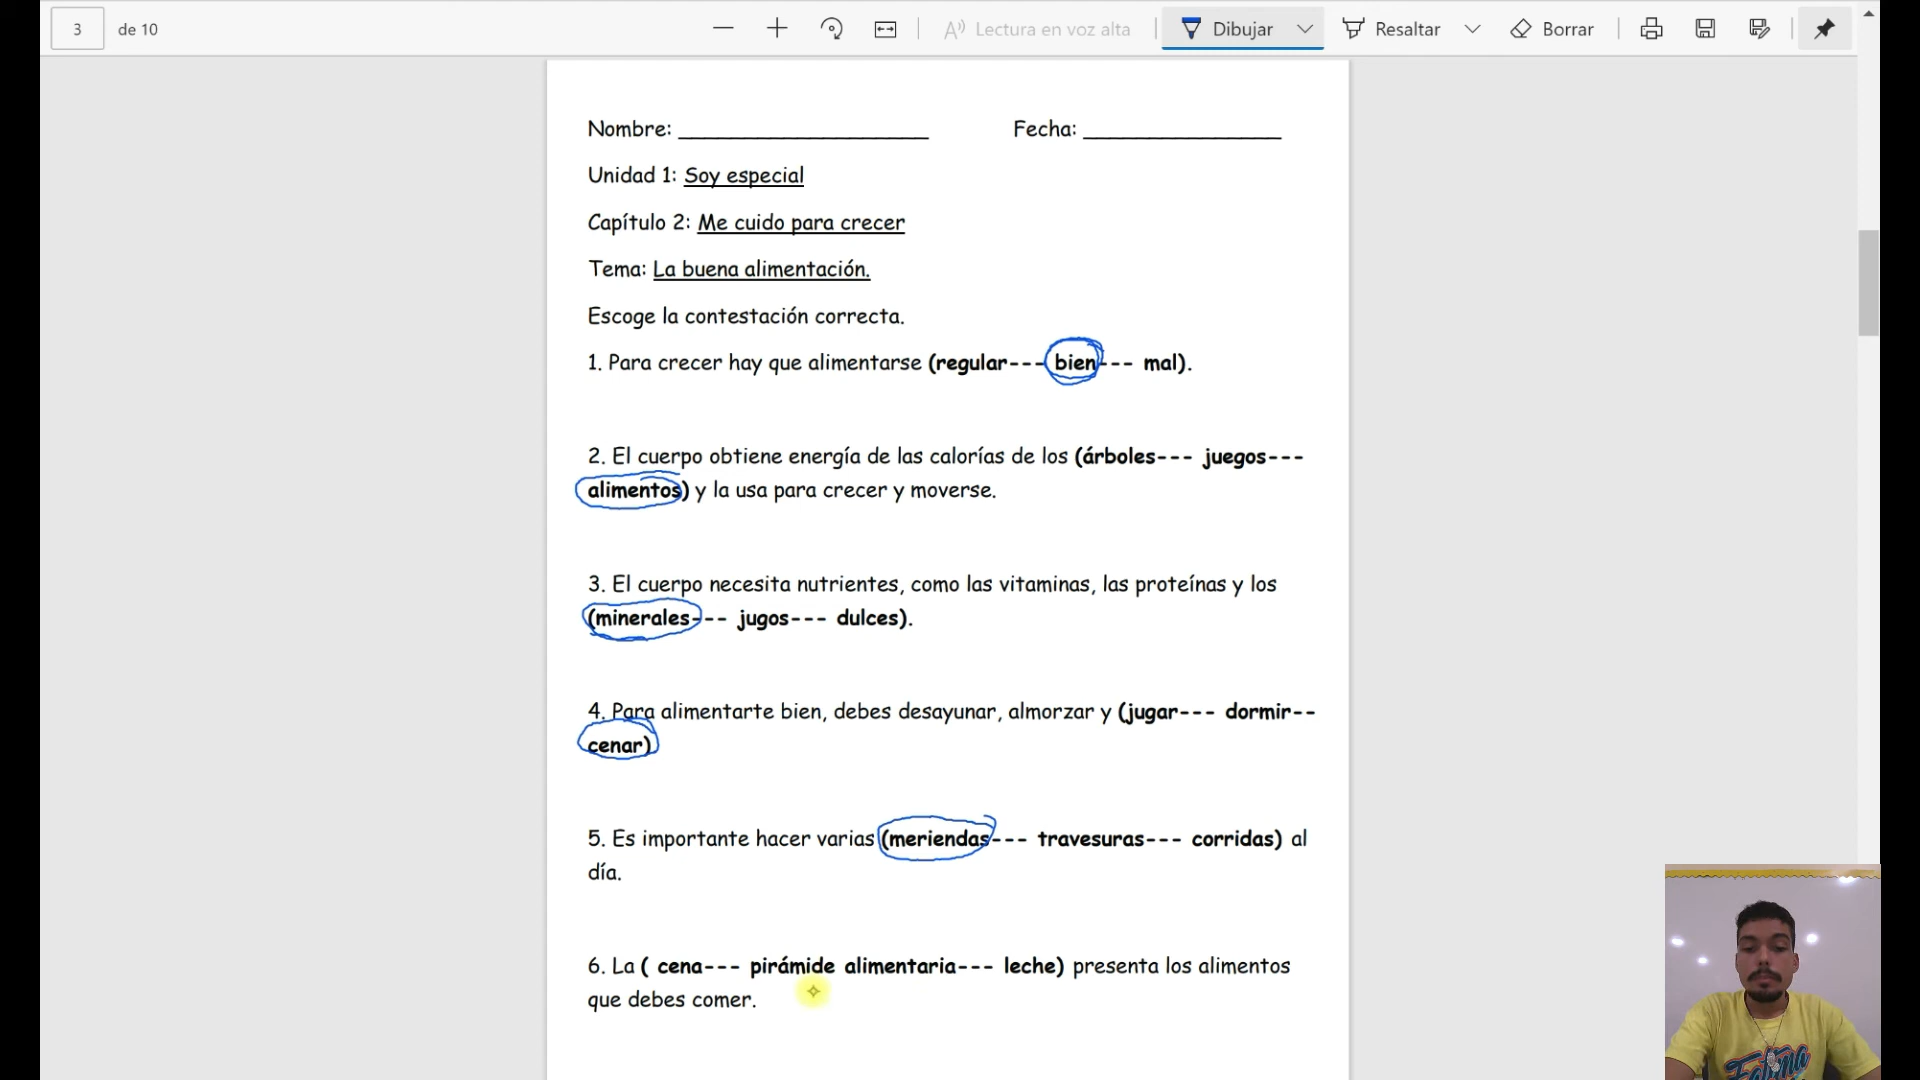 3 de 10 Lectura en voz alta Dibujar Resaltar Borrar
Nombre: ____________________ Fecha: ________________
Unidad 1: Soy especial
Capítulo 2: Me cuido para crecer
Tema: La buena alimentación.
Escoge la contestación correcta.
1. Para crecer hay que alimentarse (regular--- bien--- mal).
2. El cuerpo obtiene energía de las calorías de los (árboles--- juegos---
alimentos) y la usa para crecer y moverse.
3. El cuerpo necesita nutrientes, como las vitaminas, las proteínas y los
(minerales--- jugos--- dulces).
4. Para alimentarte bien, debes desayunar, almorzar y (jugar--- dormir--
cenar)
5. Es importante hacer varias (meriendas--- travesuras--- corridas) al
día.
6. La ( cena--- pirámide alimentaria--- leche) presenta los alimentos
que debes comer.